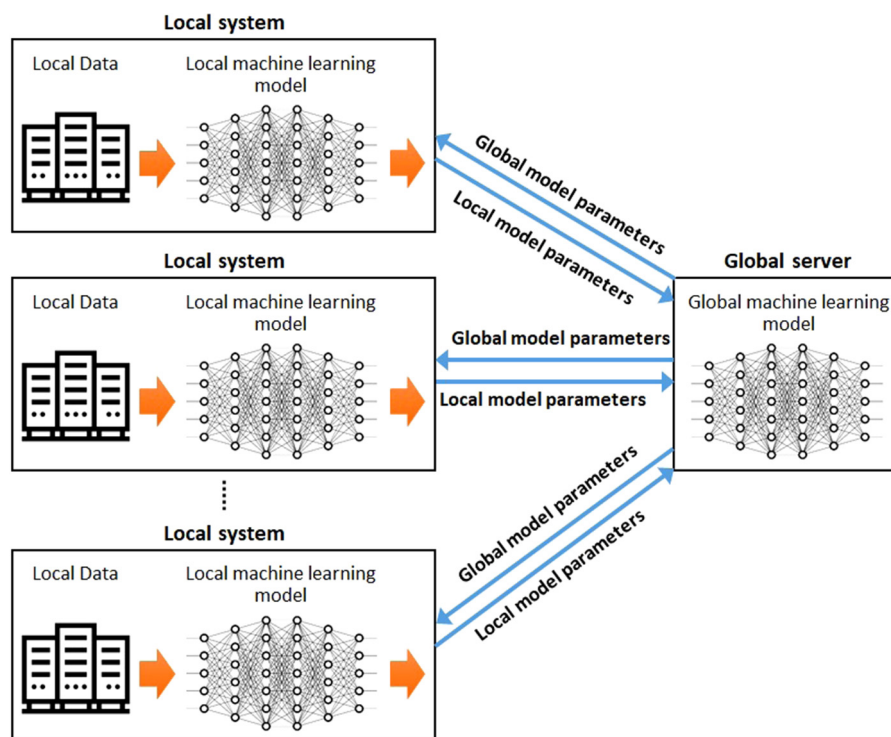 Local system
Local Data
Local machine learning
model
Global model parameters
Local model parameters
Local system
Local Data
Local machine learning
model
Global model parameters
Local model parameters
Global server
Global machine learning
model
Local system
Local Data
Local machine learning
model
Global model parameters
Local model parameters